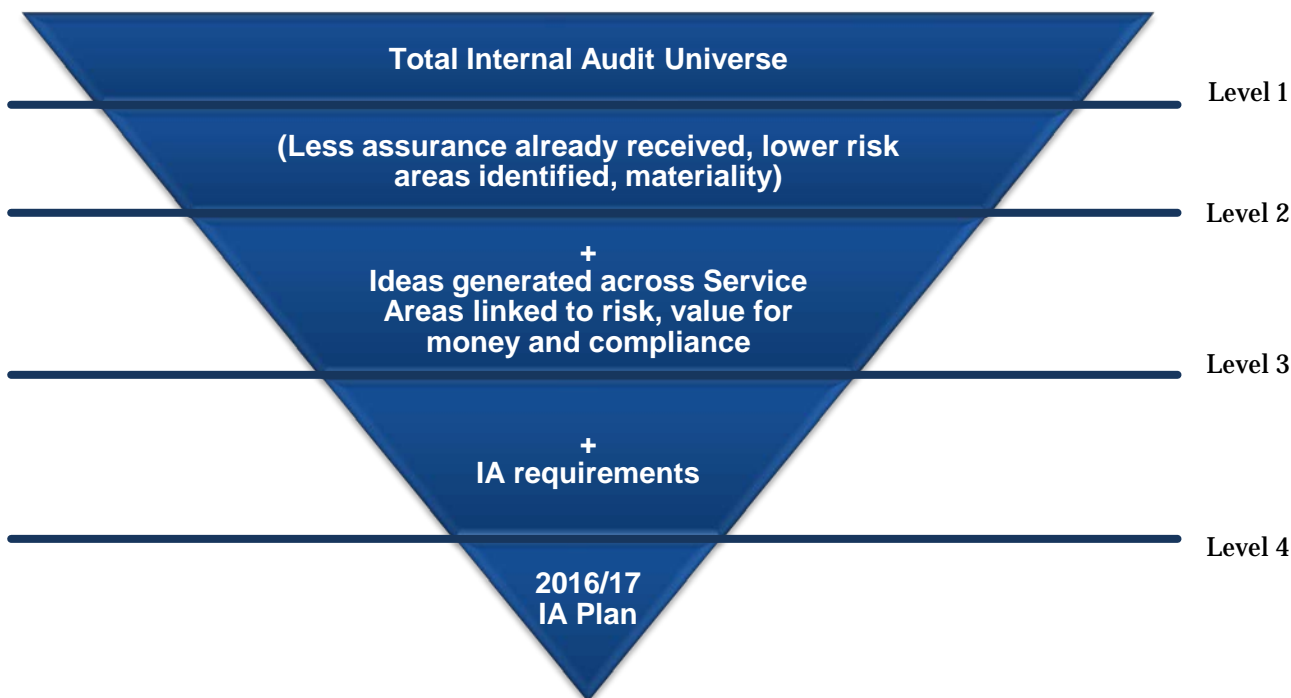 Total Internal Audit Universe
Level 1
(Less assurance already received, lower risk
areas identified, materiality)
Level 2
+
Ideas generated across Service
Areas linked to risk, value for
money and compliance
Level 3
+
IA requirements
Level 4
2016/17
IA Plan